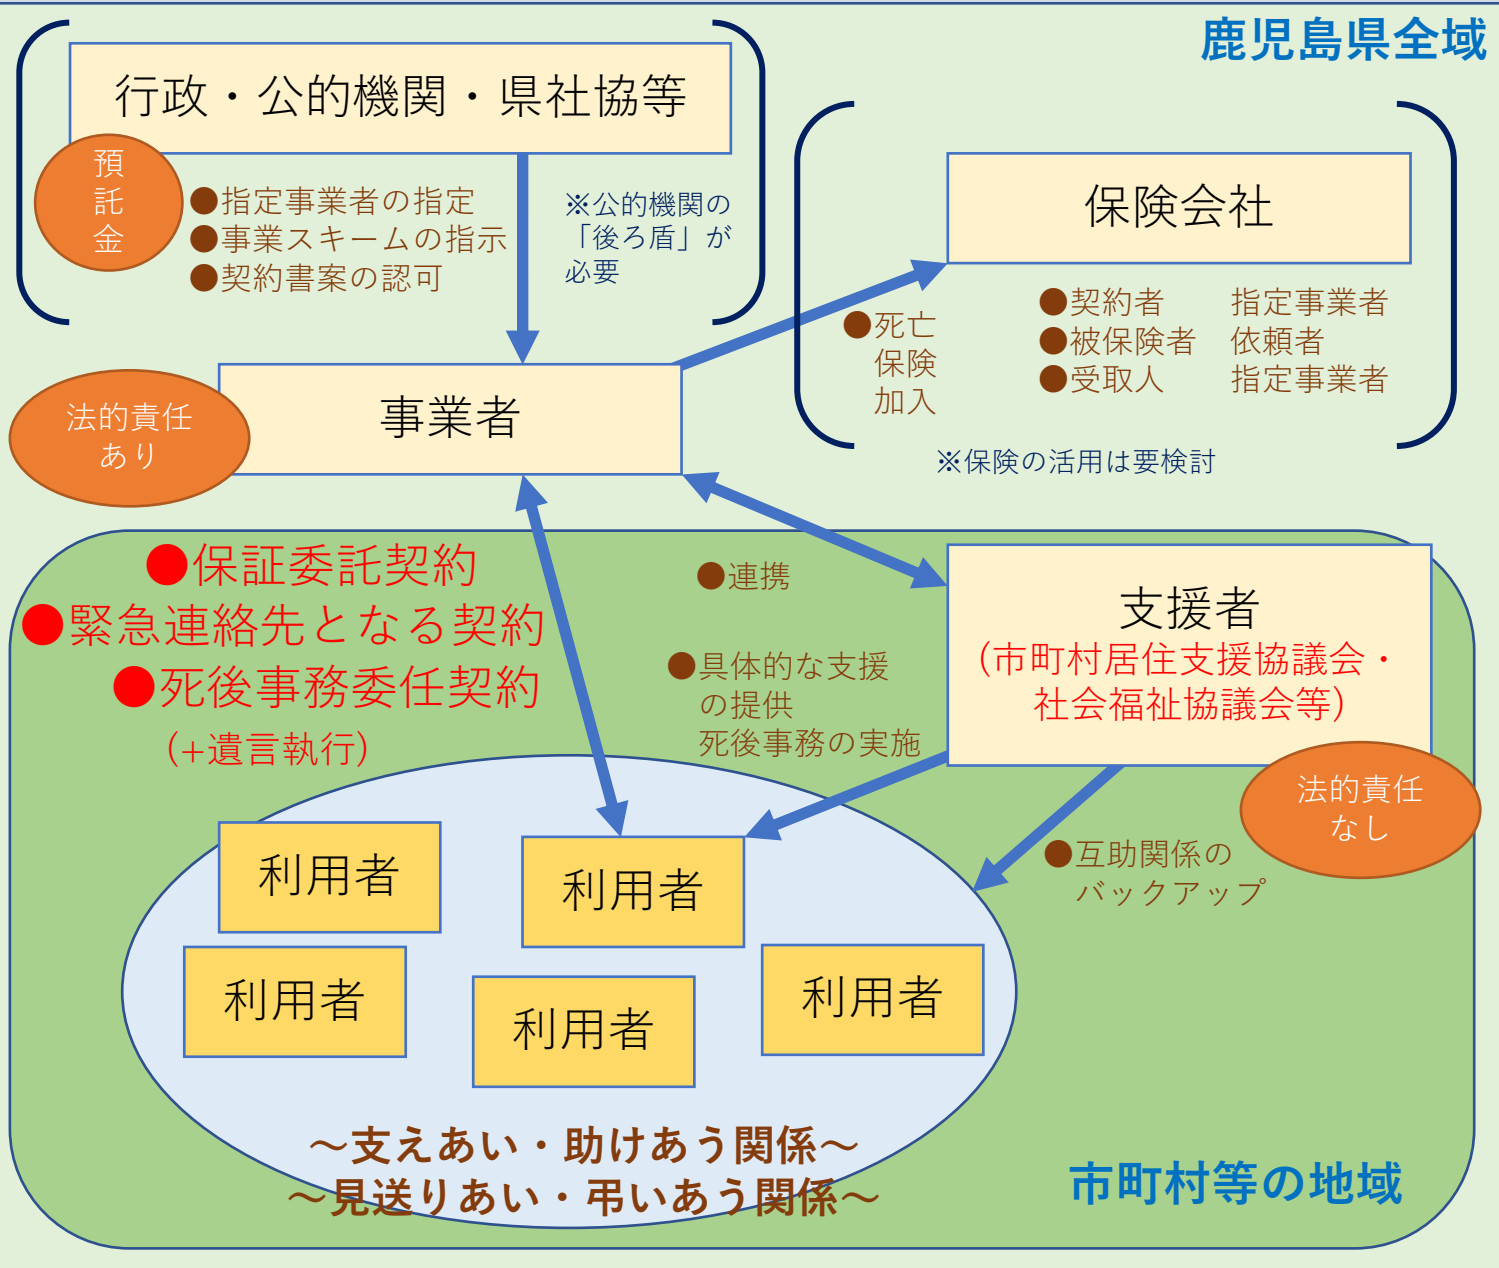 鹿児島県全域
行政・公的機関・県社協等
預
託
金
●指定事業者の指定
●事業スキームの指示
●契約書案の認可
※公的機関の
「後ろ盾」が
必要
保険会社
●死亡
保険
加入
●契約者 指定事業者
●被保険者 依頼者
●受取人 指定事業者
※保険の活用は要検討
事業者
法的責任
あり
●保証委託契約
●緊急連絡先となる契約
●死後事務委任契約
(+遺言執行)
●連携
●具体的な支援
の提供
死後事務の実施
支援者
(市町村居住支援協議会・
社会福祉協議会等)
法的責任
なし
●互助関係の
バックアップ
利用者
利用者
利用者
利用者
利用者
～支えあい・助けあう関係～
～見送りあい・弔いあう関係～
市町村等の地域